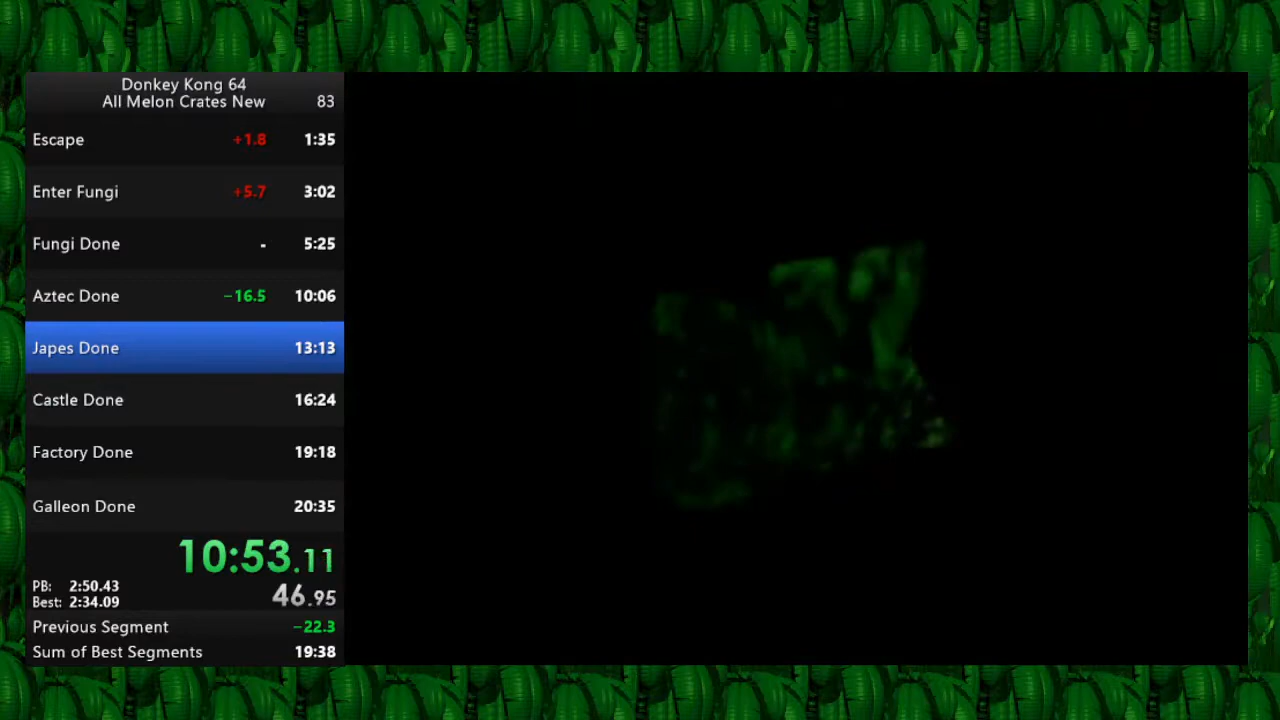 Donkey Kong 64
All Melon Crates New 83
Escape +1.8 1:35
Enter Fungi +5.7 3:02
Fungi Done - 5:25
Aztec Done −16.5 10:06
Japes Done 13:13
Castle Done 16:24
Factory Done 19:18
Galleon Done 20:35
10:53.11
PB: 2:50.43
Best: 2:34.09
46.95
Previous Segment −22.3
Sum of Best Segments 19:38